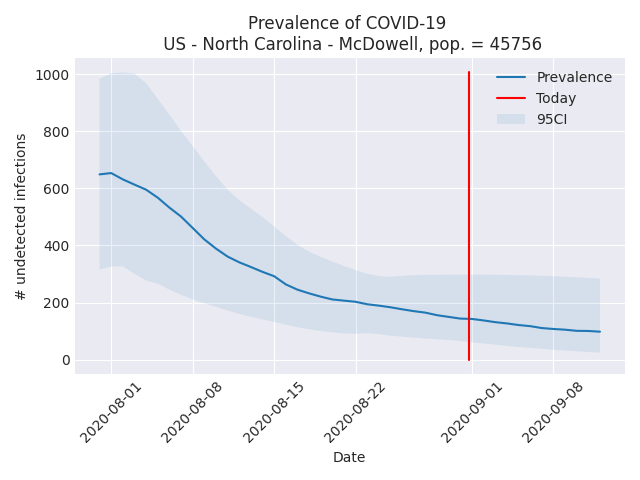 Prevalence of COVID-19
US - North Carolina - McDowell, pop. = 45756
1000
800
600
400
200
0
# undetected infections
Prevalence
Today
95CI
2020-08-01
2020-08-08
2020-08-15
2020-08-22
2020-09-01
2020-09-08
Date